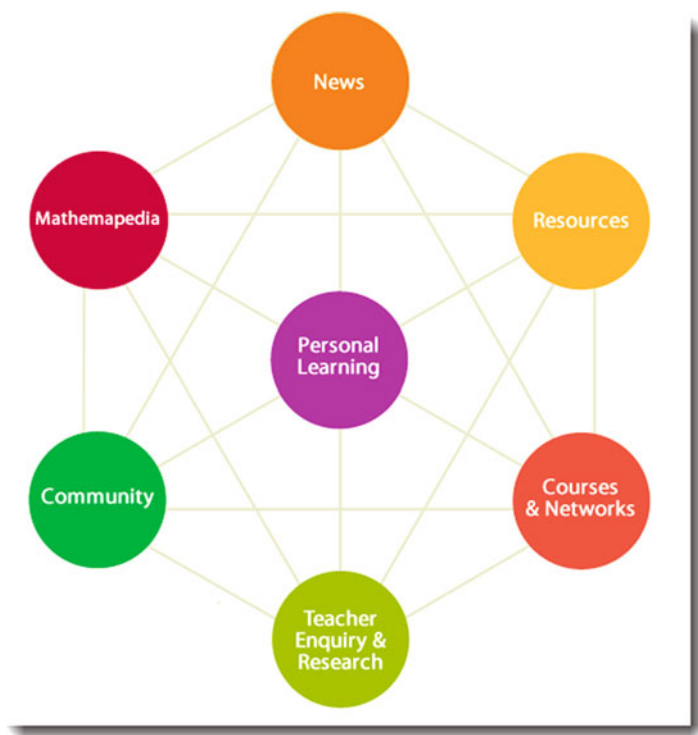 News
Mathemapedia
Resources
Personal
Learning
Community
Courses
& Networks
Teacher
Enquiry &
Research